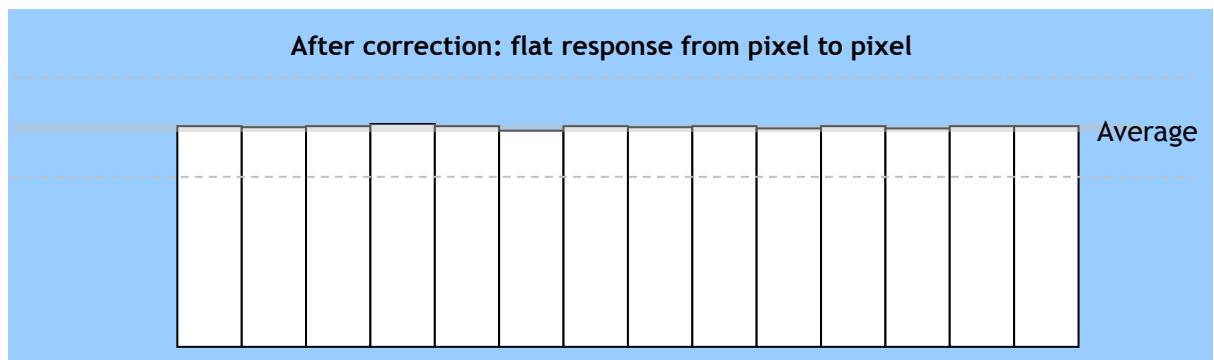 After correction: flat response from pixel to pixel
Average